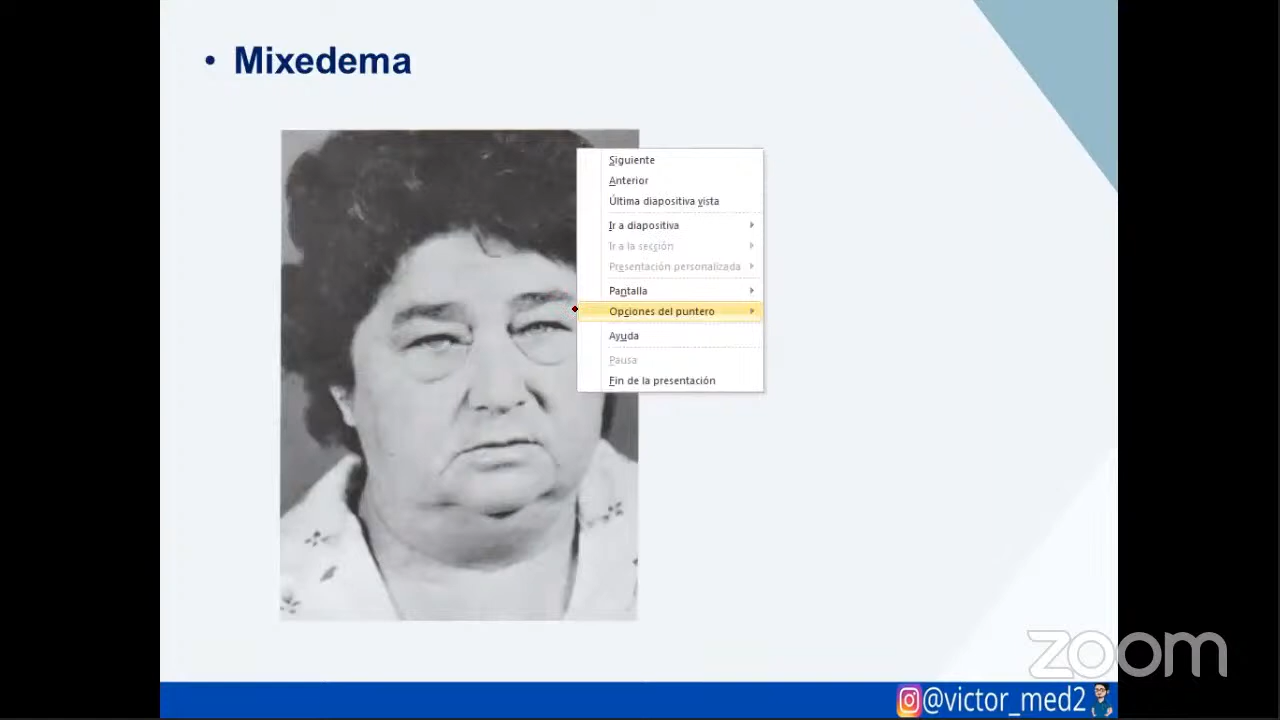 • Mixedema
Siguiente
Anterior
Última diapositiva vista
Ir a diapositiva
Ir a la sección
Presentación personalizada
Pantalla
Opciones del puntero
Ayuda
Pausa
Fin de la presentación
zoom
@victor_med2